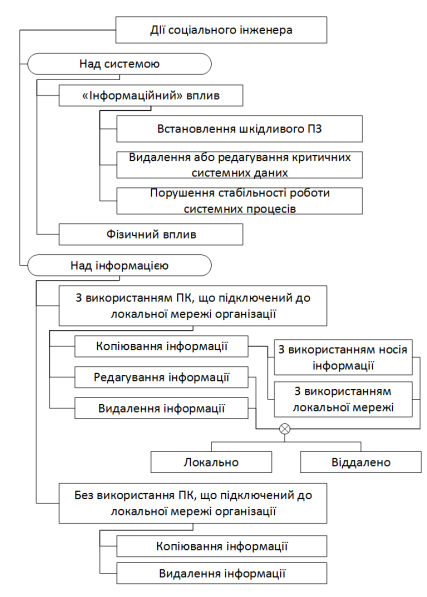 Дії соціального інженера
Над системою
«Інформаційний» вплив
Встановлення шкідливого ПЗ
Видалення або редагування критичних
системних даних
Порушення стабільності роботи
системних процесів
Фізичний вплив
Над інформацією
З використанням ПК, що підключений до
локальної мережі організації
Копіювання інформації
З використанням носія
інформації
Редагування інформації
З використанням
локальної мережі
Видалення інформації
Локально
Віддалено
Без використання ПК, що підключений до
локальної мережі організації
Копіювання інформації
Видалення інформації